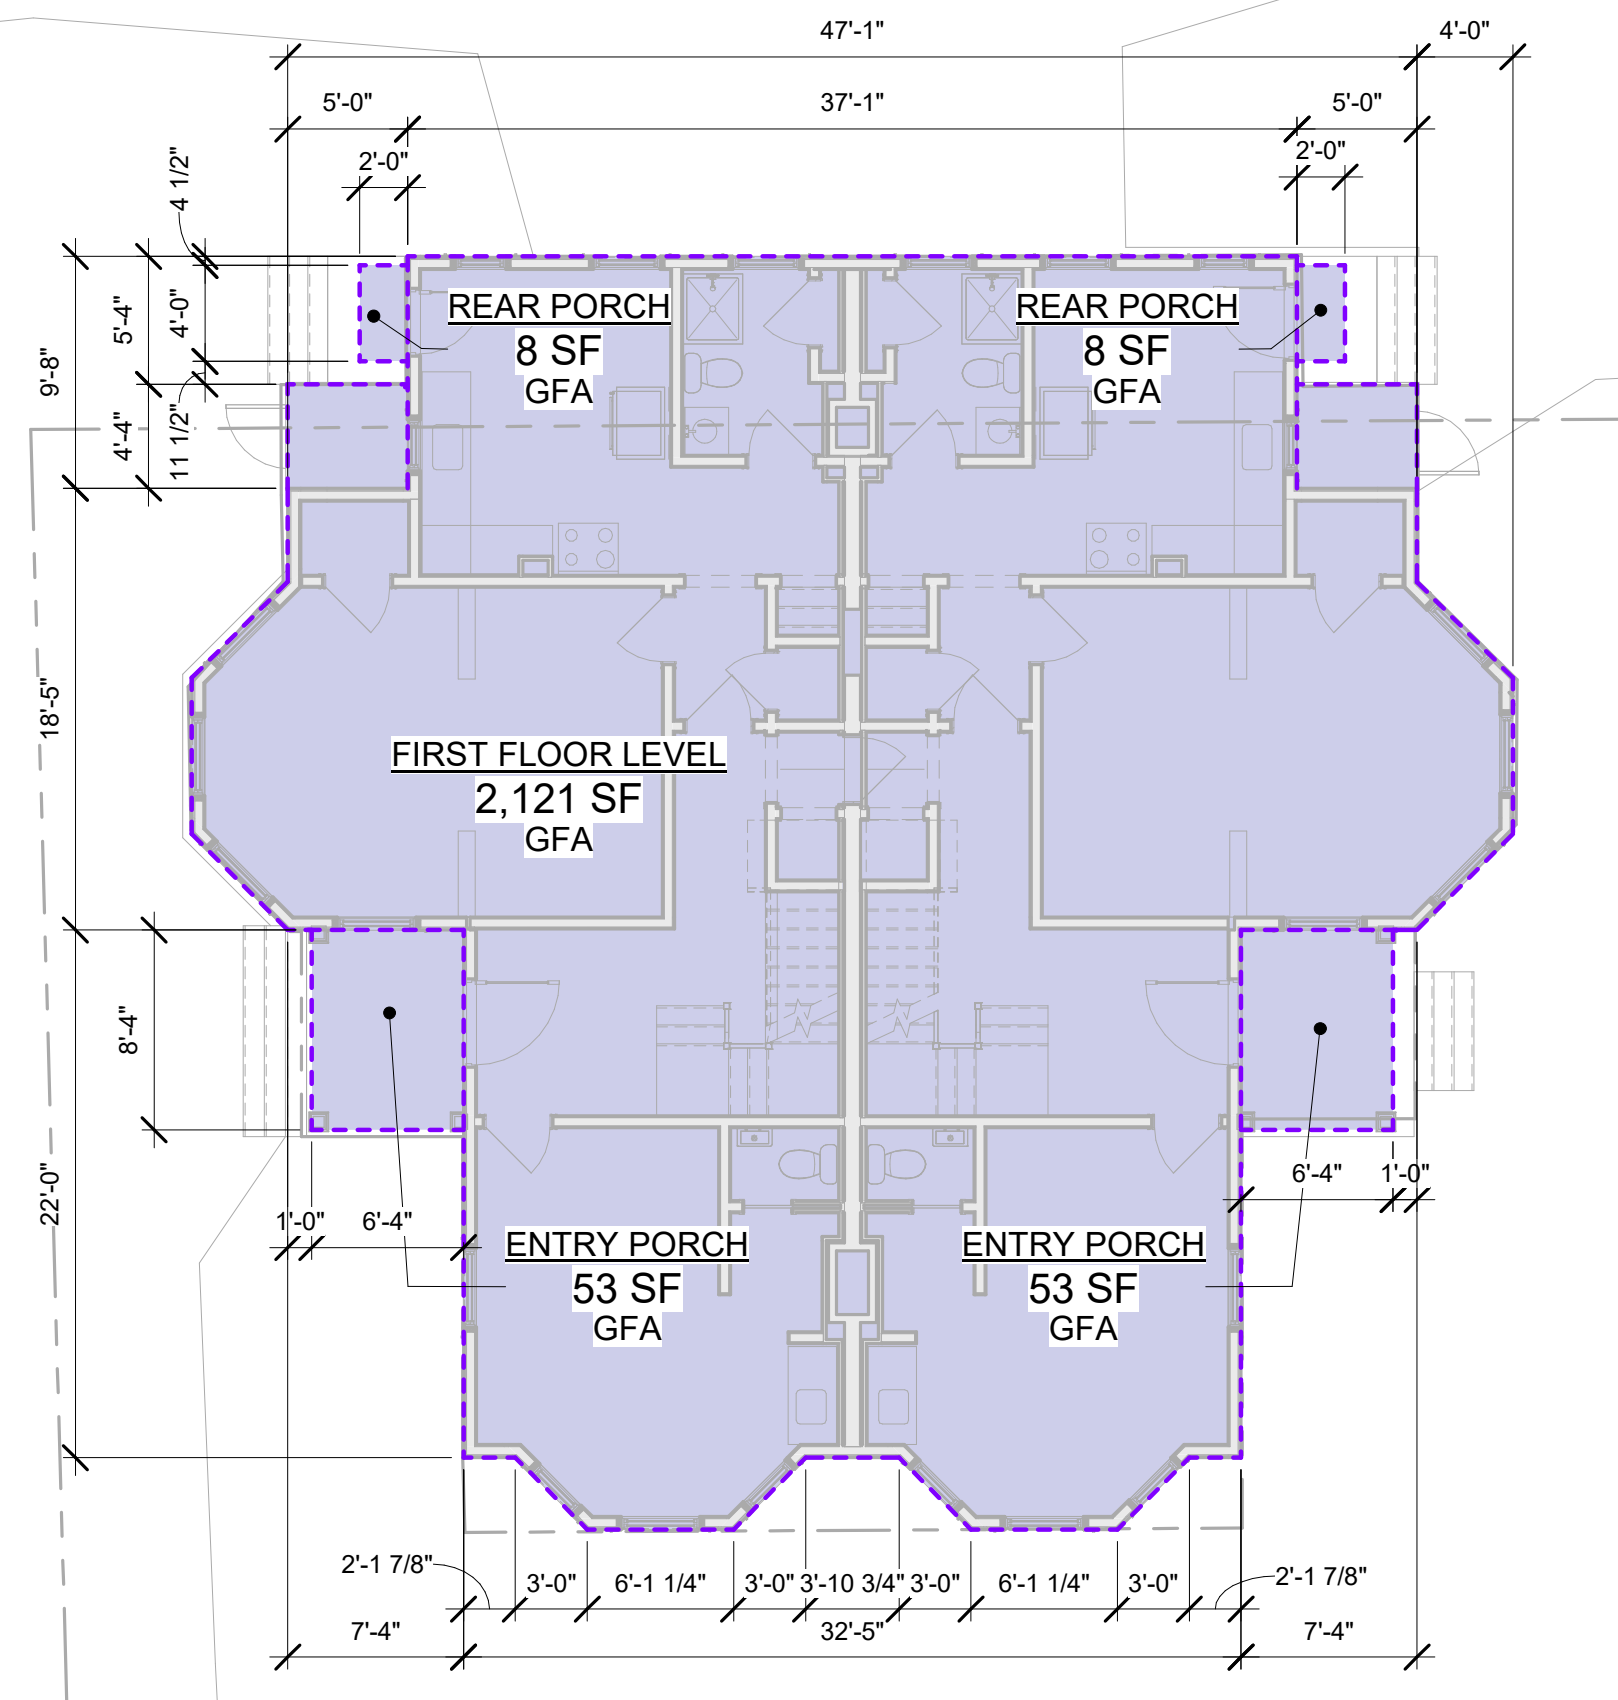 47'-1"
4'-0"
5'-0"
37'-1"
5'-0"
2'-0"
2'-0"
4 1/2"
9'-8"
5'-4"
4'-0"
4'-4"
11 1/2"
REAR PORCH
8 SF
GFA
REAR PORCH
8 SF
GFA
18'-5"
FIRST FLOOR LEVEL
2,121 SF
GFA
8'-4"
22'-0"
1'-0"
6'-4"
6'-4"
1'-0"
ENTRY PORCH
53 SF
GFA
ENTRY PORCH
53 SF
GFA
2'-1 7/8"
3'-0"
6'-1 1/4"
3'-0"
3'-10 3/4"
3'-0"
6'-1 1/4"
3'-0"
2'-1 7/8"
7'-4"
32'-5"
7'-4"